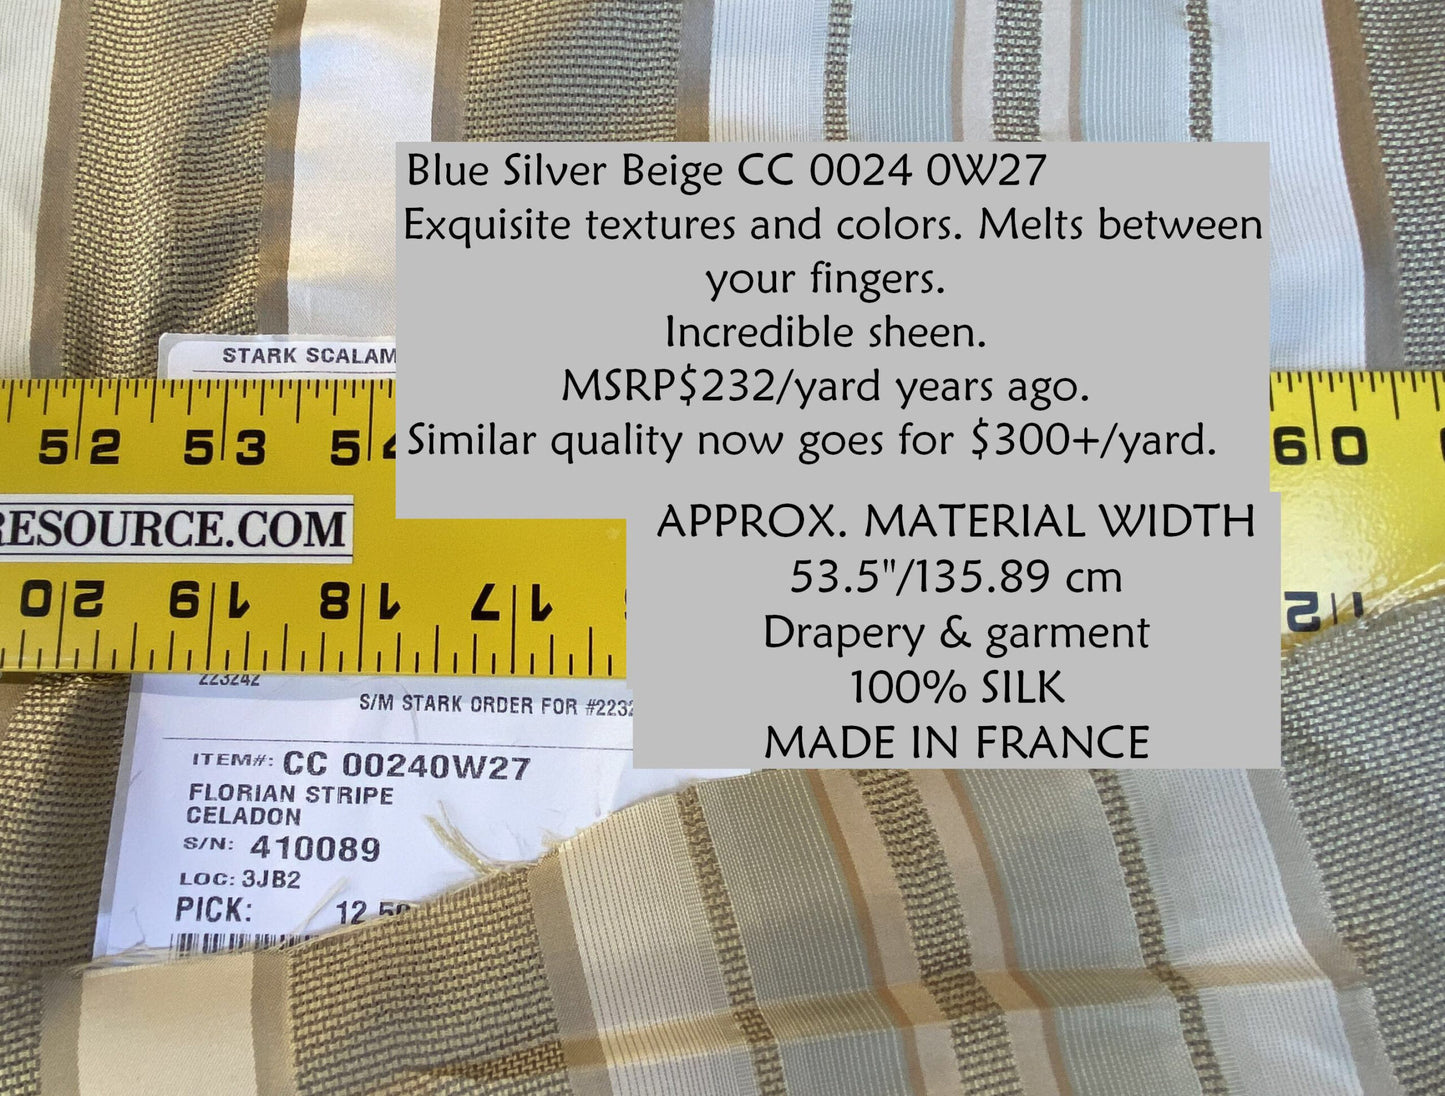 Blue Silver Beige CC 0024 0W27
Exquisite textures and colors. Melts between
your fingers.
Incredible sheen.
MSRP$232/yard years ago.
Similar quality now goes for $300+/yard.
APPROX. MATERIAL WIDTH
53.5"/135.89 cm
Drapery & garment
100% SILK
MADE IN FRANCE
STARK SCALAM
52 53 54 60
RESOURCE.COM
20 19 18 17 12 11
223242
S/M STARK ORDER FOR #2232
ITEM#: CC 00240W27
FLORIAN STRIPE
CELADON
S/N: 410089
LOC: 3JB2
PICK: 12.50